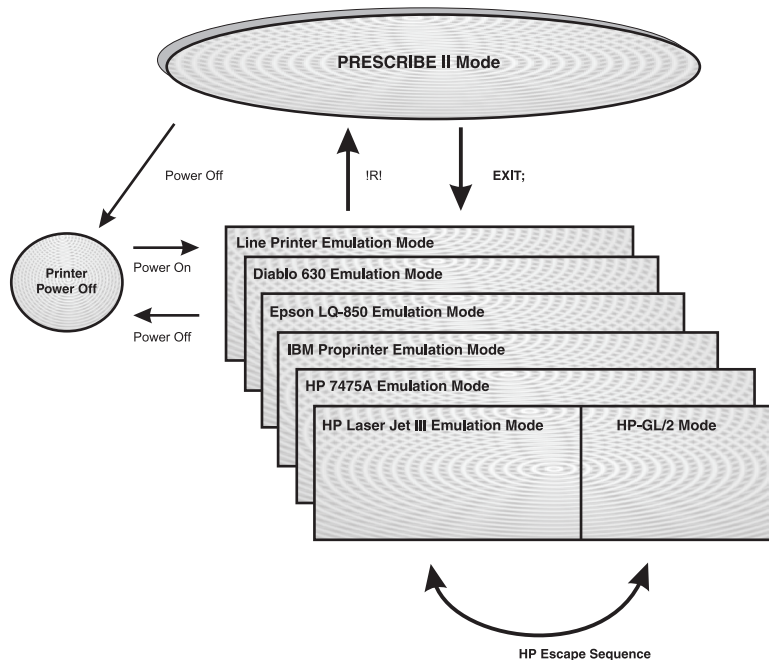 PRESCRIBE II Mode
Power Off
!R!
EXIT;
Printer
Power Off
Power On
Power Off
Line Printer Emulation Mode
Diablo 630 Emulation Mode
Epson LQ-850 Emulation Mode
IBM Proprinter Emulation Mode
HP 7475A Emulation Mode
HP Laser Jet III Emulation Mode
HP-GL/2 Mode
HP Escape Sequence